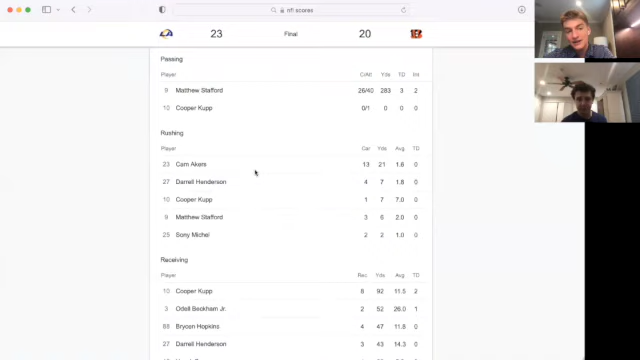 nfl scores
23 Final 20
Passing
Player C/Att Yds TD Int
9 Matthew Stafford 26/40 283 3 2
10 Cooper Kupp 0/1 0 0 0
Rushing
Player Car Yds Avg TD
23 Cam Akers 13 21 1.6 0
27 Darrell Henderson 4 7 1.8 0
10 Cooper Kupp 1 7 7.0 0
9 Matthew Stafford 3 6 2.0 0
25 Sony Michel 2 2 1.0 0
Receiving
Player Rec Yds Avg TD
10 Cooper Kupp 8 92 11.5 2
3 Odell Beckham Jr. 2 52 26.0 1
88 Brycen Hopkins 4 47 11.8 0
27 Darrell Henderson 3 43 14.3 0